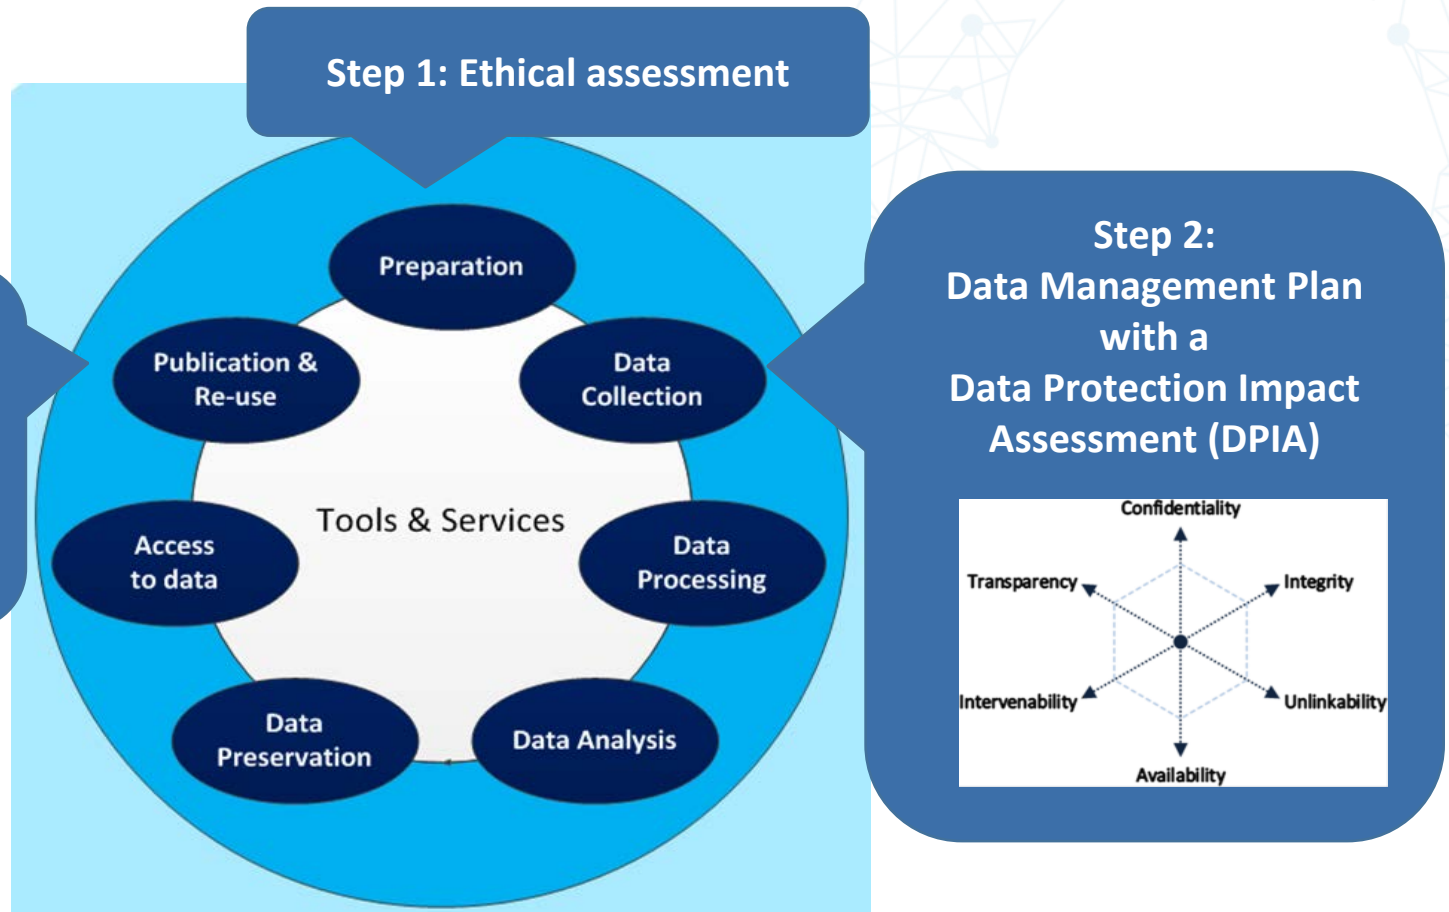 Step 1: Ethical assessment
Preparation
Publication &
Re-use
Data
Collection
Tools & Services
Access
to data
Data
Processing
Data
Preservation
Data Analysis
Step 2:
Data Management Plan
with a
Data Protection Impact
Assessment (DPIA)
Confidentiality
Transparency
Integrity
Intervenability
Unlinkability
Availability